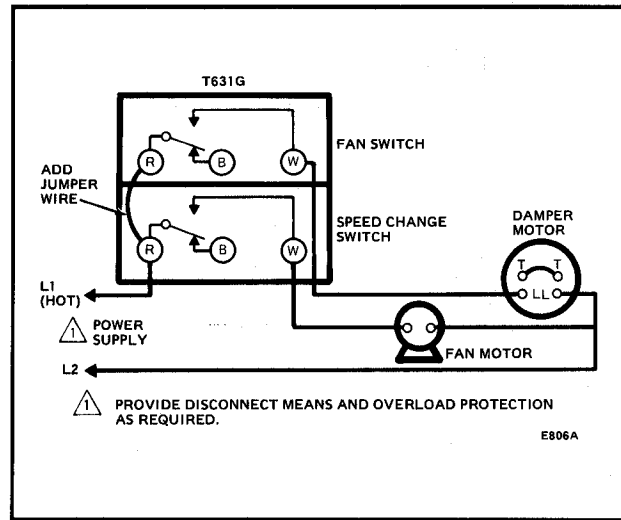 T631G
R
B
W
FAN SWITCH
ADD
JUMPER
WIRE
R
B
W
SPEED CHANGE
SWITCH
DAMPER
MOTOR
T T
LL
L1
(HOT)
1 POWER
SUPPLY
FAN MOTOR
L2
1 PROVIDE DISCONNECT MEANS AND OVERLOAD PROTECTION
AS REQUIRED.
E806A